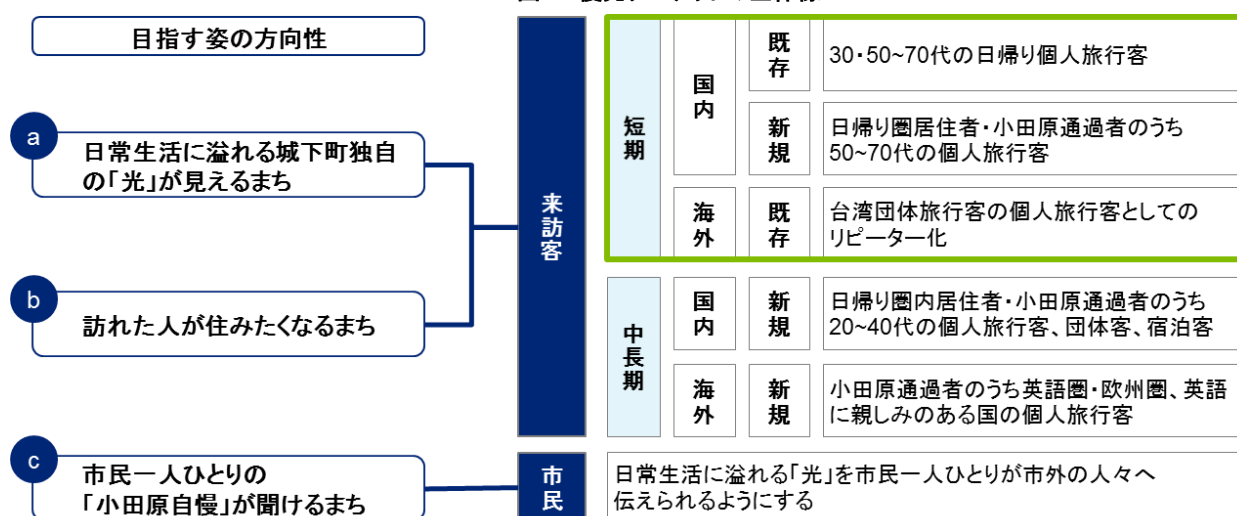 目指す姿の方向性
a
日常生活に溢れる城下町独自
の「光」が見えるまち
b
訪れた人が住みたくなるまち
c
市民一人ひとりの
「小田原自慢」が聞けるまち
来訪客
短期
国内
既存
30・50~70代の日帰り個人旅行客
新規
日帰り圏居住者・小田原通過者のうち
50~70代の個人旅行客
海外
既存
台湾団体旅行客の個人旅行客としての
リピーター化
中長期
国内
新規
日帰り圏内居住者・小田原通過者のうち
20~40代の個人旅行客、団体客、宿泊客
海外
新規
小田原通過者のうち英語圏・欧州圏、英語
に親しみのある国の個人旅行客
市民
日常生活に溢れる「光」を市民一人ひとりが市外の人々へ
伝えられるようにする